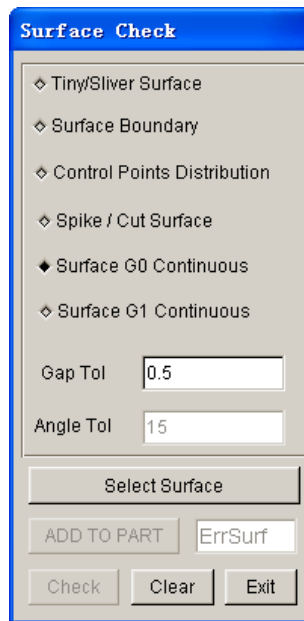 Surface Check
Tiny/Sliver Surface
Surface Boundary
Control Points Distribution
Spike / Cut Surface
Surface G0 Continuous
Surface G1 Continuous
Gap Tol 0.5
Angle Tol 15
Select Surface
ADD TO PART ErrSurf
Check Clear Exit